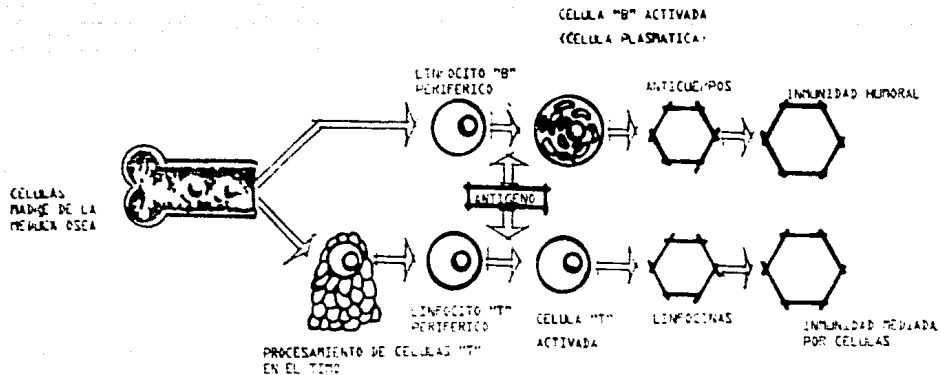 CELULA "B" ACTIVADA
(CELULA PLASMATICA)
LINFOCITO "B"
PERIFERICO
ANTICUERPOS
INMUNIDAD HUMORAL
CELULAS
MADRE DE LA
MEDULA OSEA
ANTIGENO
LINFOCITO "T"
PERIFERICO
CELULA "T"
ACTIVADA
LINFOCINAS
INMUNIDAD MEDIADA
POR CELULAS
PROCESAMIENTO DE CELULAS "T"
EN EL TIMO